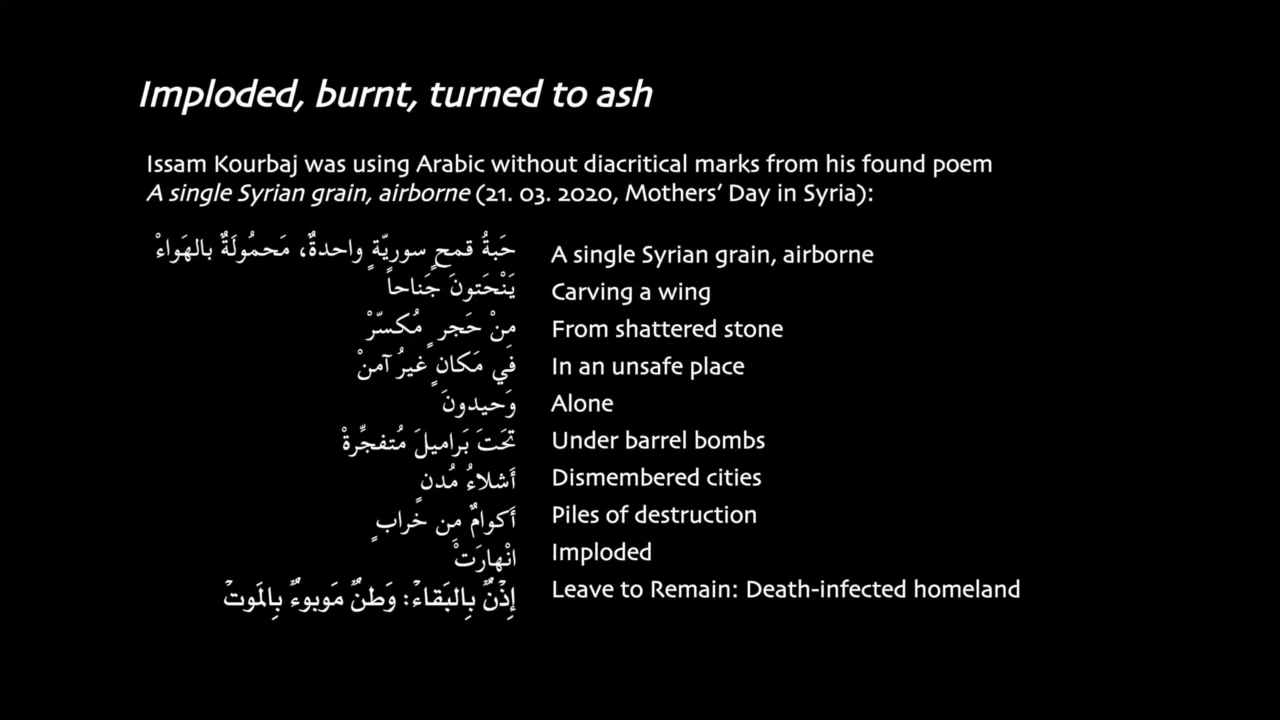 Imploded, burnt, turned to ash
Issam Kourbaj was using Arabic without diacritical marks from his found poem
A single Syrian grain, airborne (21. 03. 2020, Mothers’ Day in Syria):
حَبةُ قمحٍ سوريّةٍ واحدةٌ، مَحمُولَةٌ بالهَواءْ
A single Syrian grain, airborne
يَنْحَتونَ جَناحاً
Carving a wing
منْ حَجرٍ مُكسّرْ
From shattered stone
في مَكانٍ غيرُ آمنْ
In an unsafe place
وَحيدونَ
Alone
تحَتَ بَراميلَ مُتفجِّرةْ
Under barrel bombs
أَشلاءُ مُدنٍ
Dismembered cities
أَكوامٌ مِن خَرابٍ
Piles of destruction
انْهارَتْ
Imploded
إِذْنٌ بِالبَقاءْ: وَطنٌ مَوبوءٌ بِالمَوتْ
Leave to Remain: Death-infected homeland